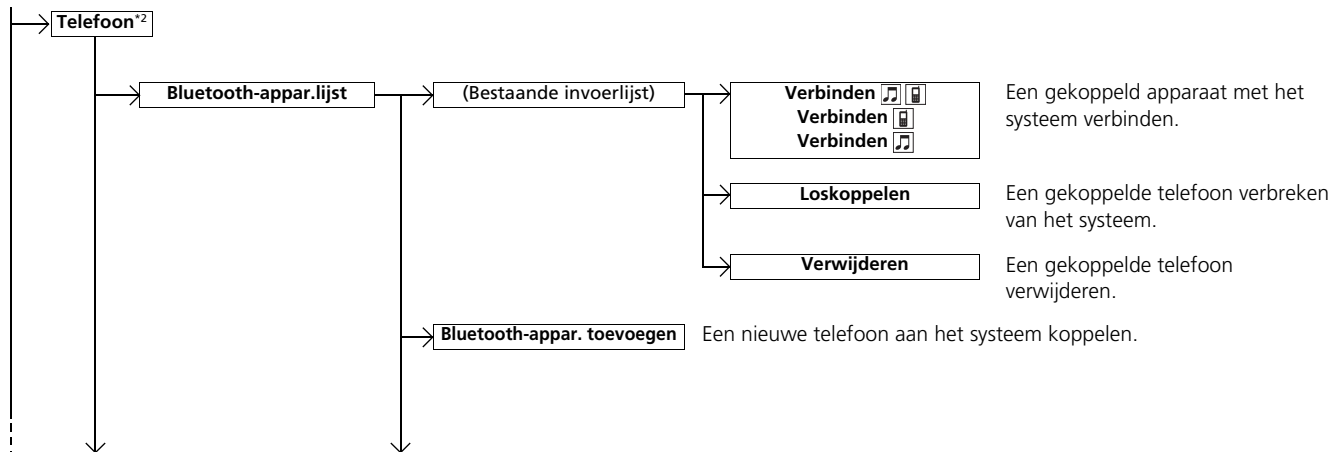 Telefoon*2
Bluetooth-appar.lijst
(Bestaande invoerlijst)
Verbinden
Verbinden
Verbinden
Een gekoppeld apparaat met het
systeem verbinden.
Loskoppelen
Een gekoppelde telefoon verbreken
van het systeem.
Verwijderen
Een gekoppelde telefoon
verwijderen.
Bluetooth-appar. toevoegen
Een nieuwe telefoon aan het systeem koppelen.